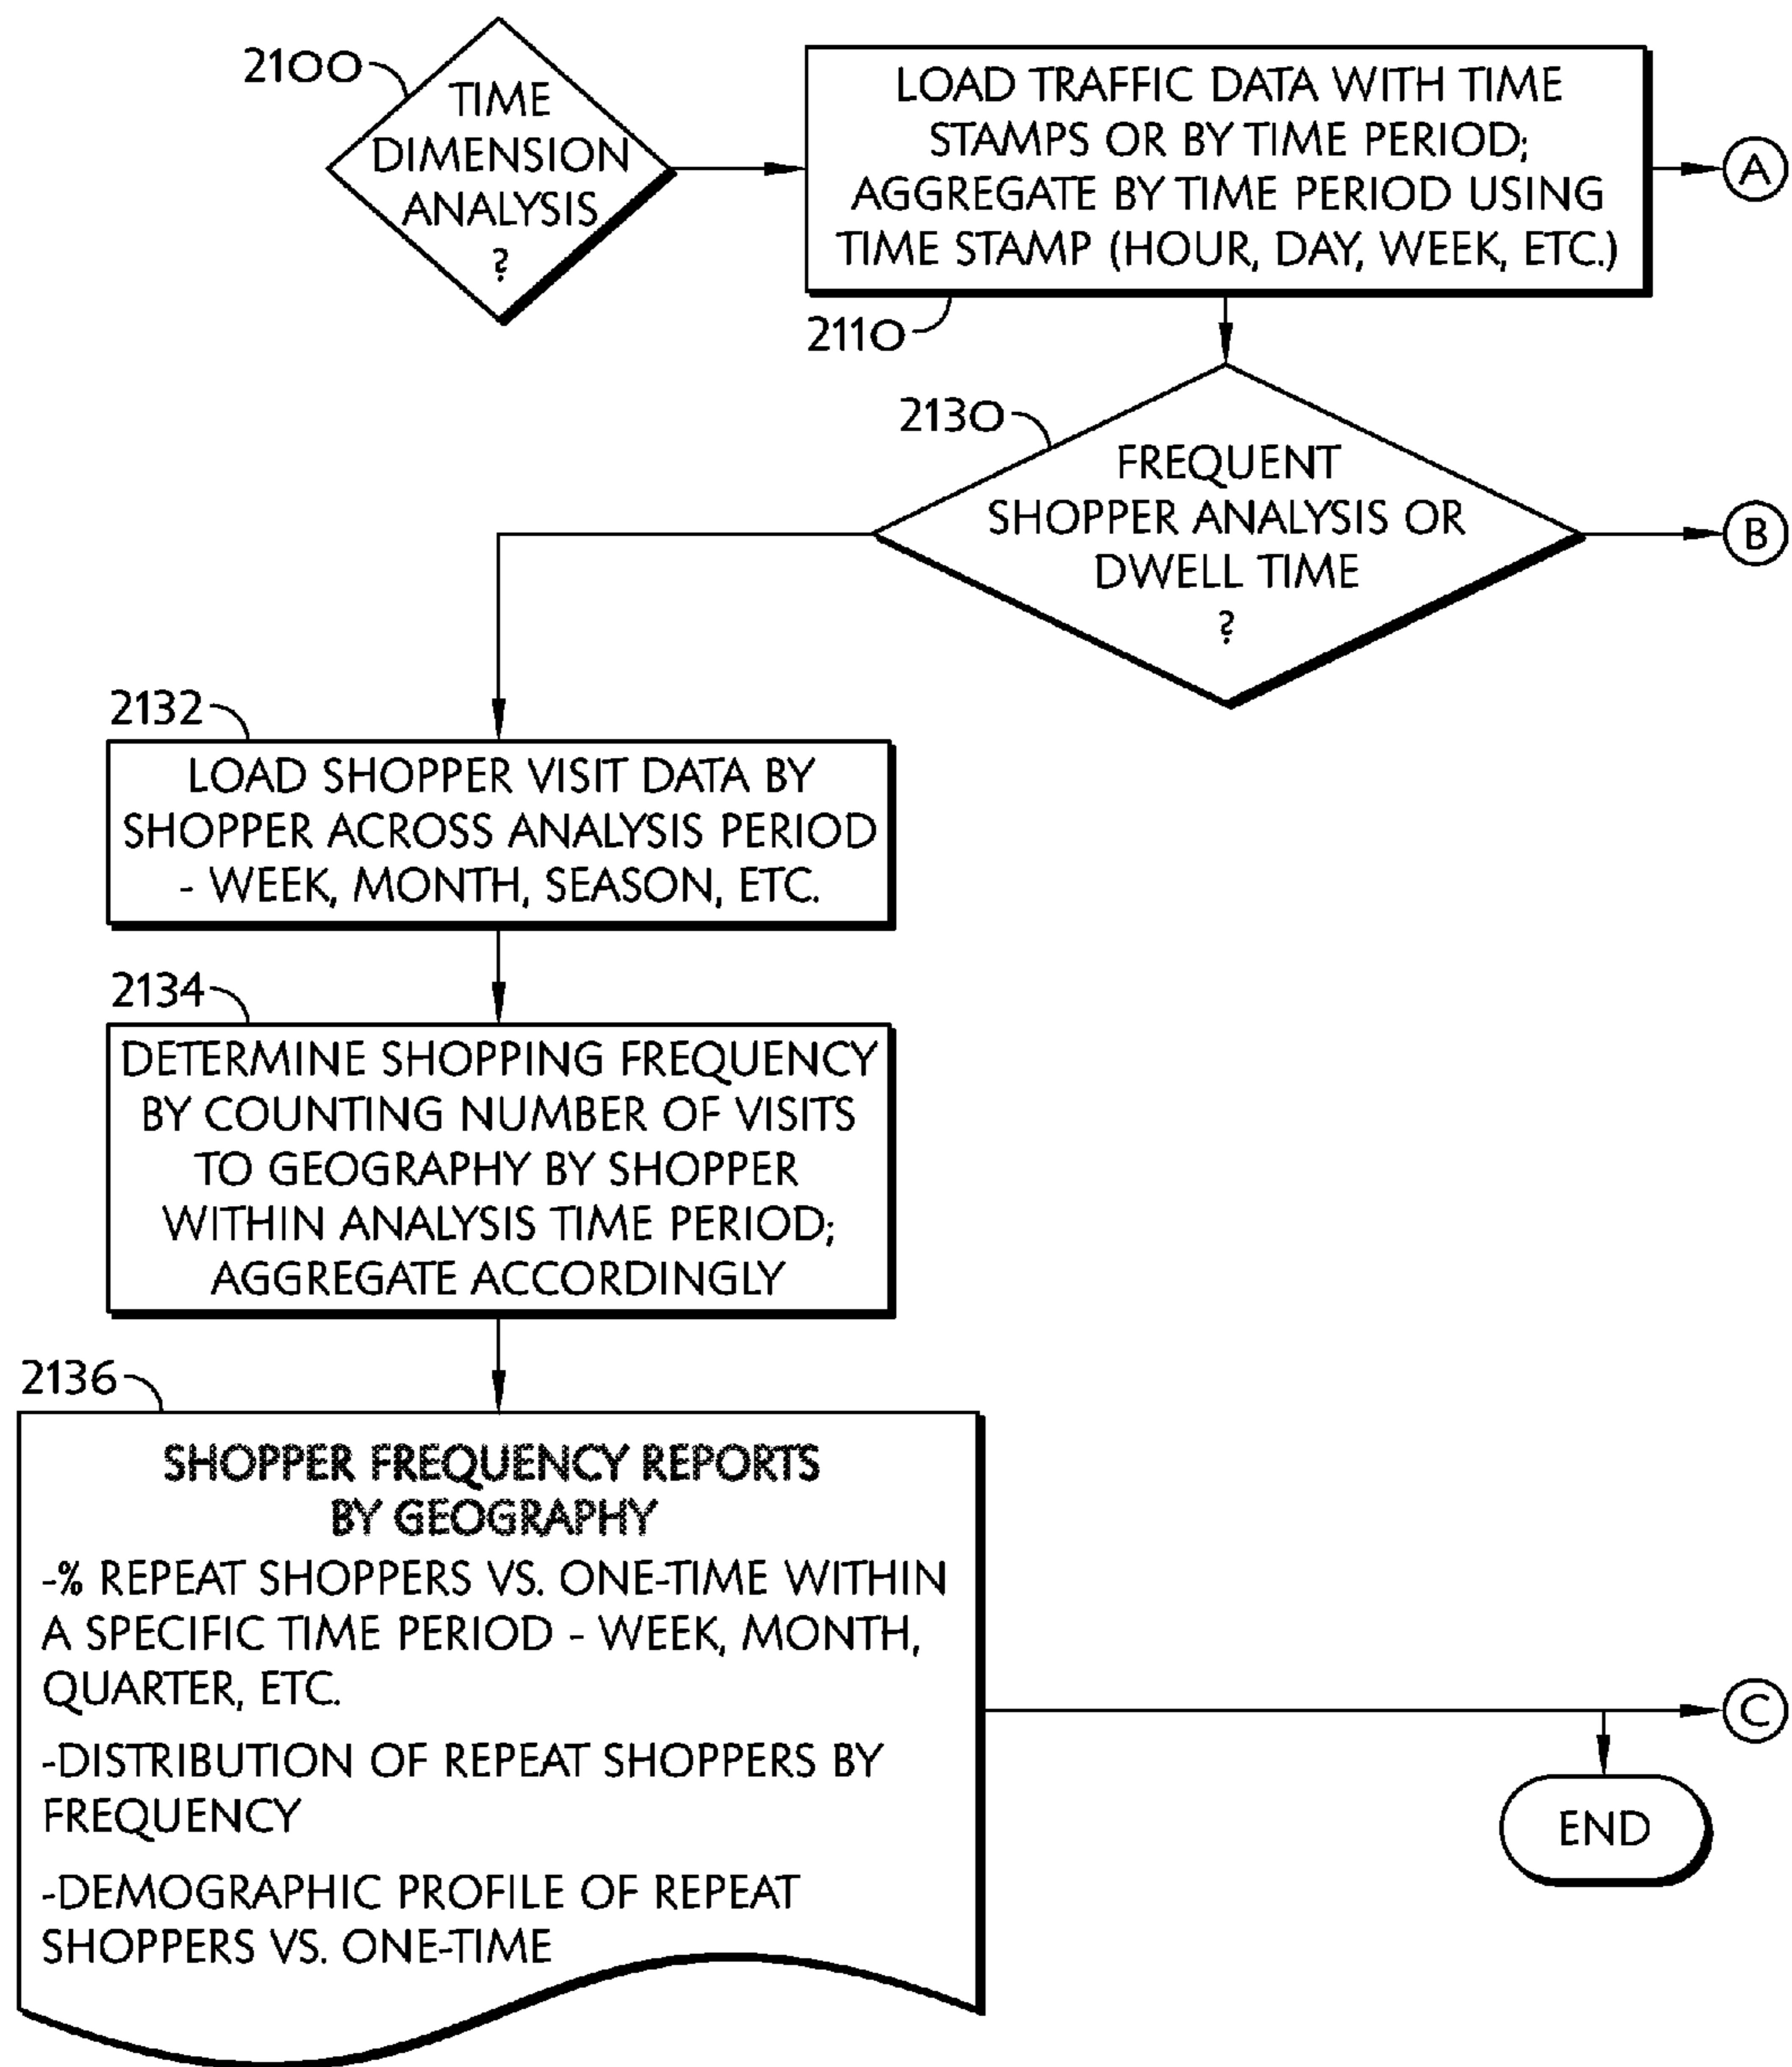 2100
TIME
DIMENSION
ANALYSIS
?
LOAD TRAFFIC DATA WITH TIME
STAMPS OR BY TIME PERIOD;
AGGREGATE BY TIME PERIOD USING
TIME STAMP (HOUR, DAY, WEEK, ETC.)
A
2110
2130
FREQUENT
SHOPPER ANALYSIS OR
DWELL TIME
?
B
2132
LOAD SHOPPER VISIT DATA BY
SHOPPER ACROSS ANALYSIS PERIOD
- WEEK, MONTH, SEASON, ETC.
2134
DETERMINE SHOPPING FREQUENCY
BY COUNTING NUMBER OF VISITS
TO GEOGRAPHY BY SHOPPER
WITHIN ANALYSIS TIME PERIOD;
AGGREGATE ACCORDINGLY
2136
SHOPPER FREQUENCY REPORTS
BY GEOGRAPHY
-% REPEAT SHOPPERS VS. ONE-TIME WITHIN
A SPECIFIC TIME PERIOD - WEEK, MONTH,
QUARTER, ETC.
-DISTRIBUTION OF REPEAT SHOPPERS BY
FREQUENCY
-DEMOGRAPHIC PROFILE OF REPEAT
SHOPPERS VS. ONE-TIME
C
END